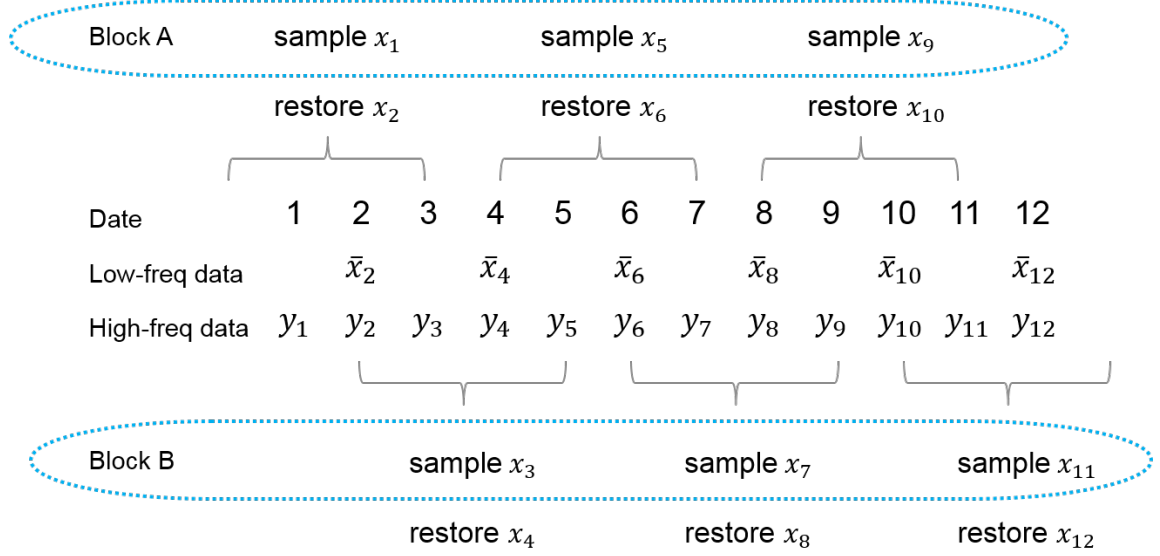 Block A sample x₁ sample x₅ sample x₉
restore x₂ restore x₆ restore x₁₀
Date 1 2 3 4 5 6 7 8 9 10 11 12
Low-freq data x̄₂ x̄₄ x̄₆ x̄₈ x̄₁₀ x̄₁₂
High-freq data y₁ y₂ y₃ y₄ y₅ y₆ y₇ y₈ y₉ y₁₀ y₁₁ y₁₂
Block B sample x₃ sample x₇ sample x₁₁
restore x₄ restore x₈ restore x₁₂